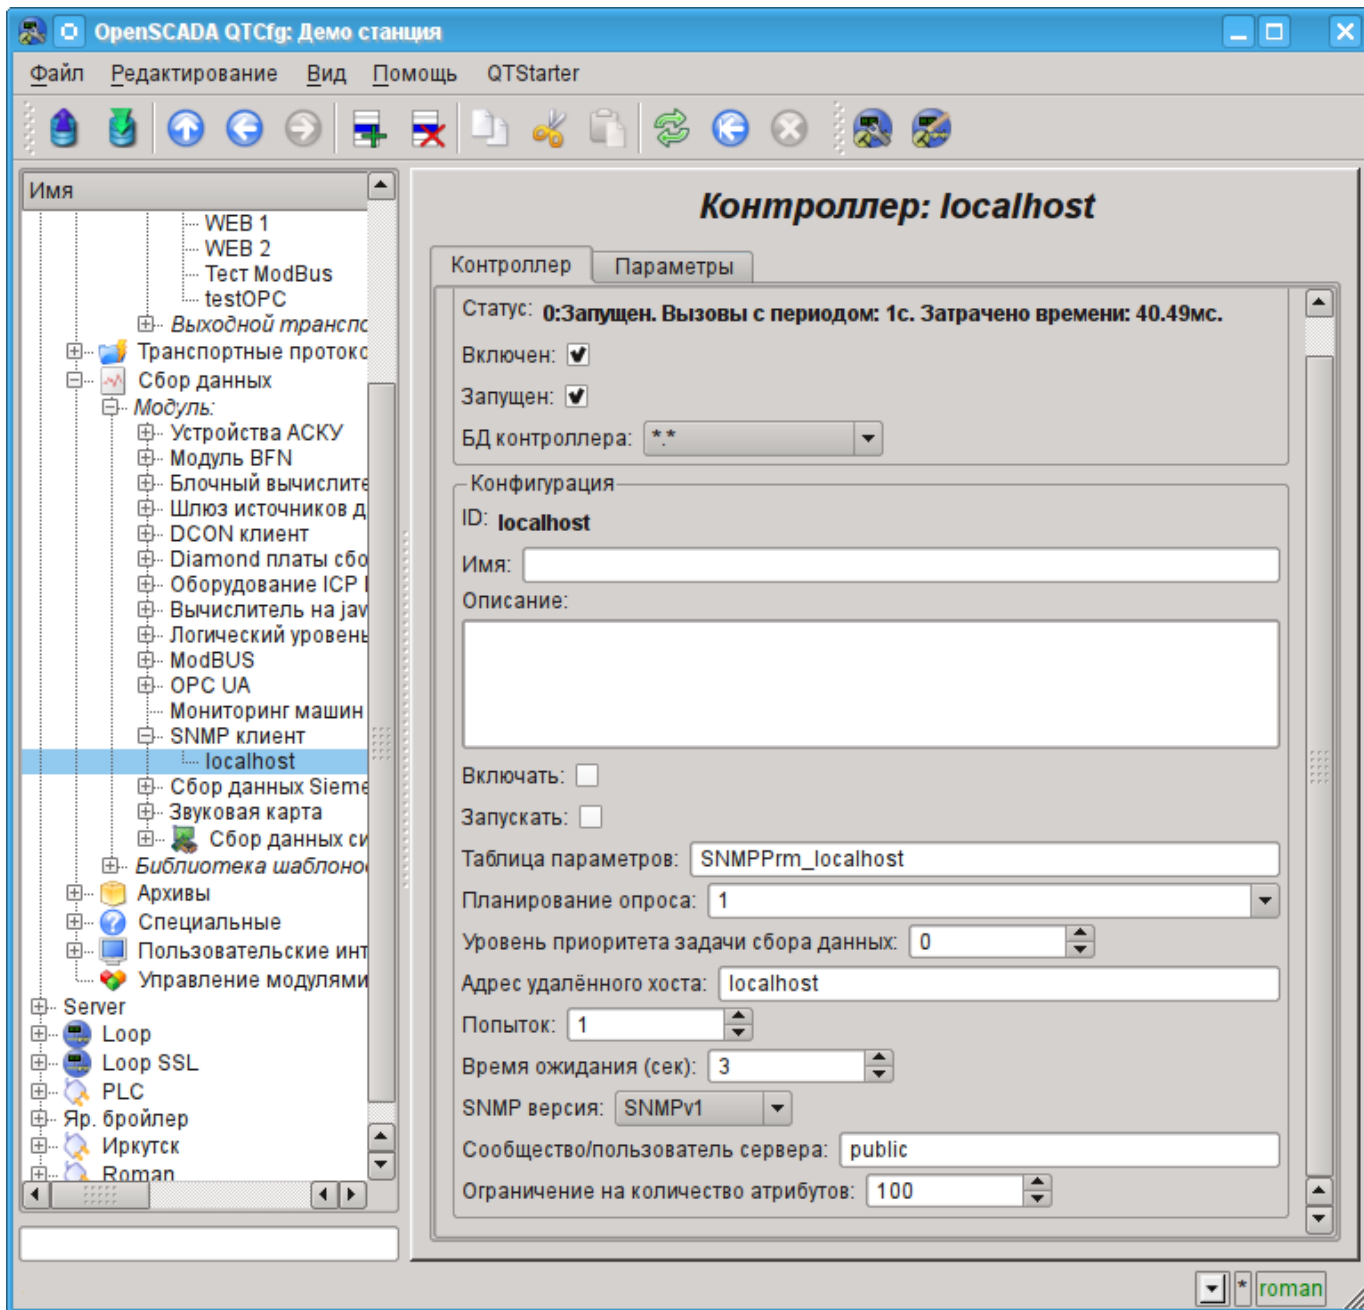 OpenSCADA QTCfg: Демо станция
Файл Редактирование Вид Помощь QTStarter
Имя
WEB 1
WEB 2
Тест ModBus
testOPC
Выходной транспо
Транспортные протоко
Сбор данных
Модуль:
Устройства АСКУ
Модуль BFN
Блочный вычислите
Шлюз источников д
DCON клиент
Diamond платы сбо
Оборудование ICP
Вычислитель на jav
Логический уровень
ModBUS
OPC UA
Мониторинг машин
SNMP клиент
localhost
Сбор данных Sieme
Звуковая карта
Сбор данных си
Библиотека шаблоно
Архивы
Специальные
Пользовательские инт
Управление модулями
Server
Loop
Loop SSL
PLC
Яр. бройлер
Иркутск
Roman
Контроллер: localhost
Контроллер Параметры
Статус: 0:Запущен. Вызовы с периодом: 1с. Затрачено времени: 40.49мс.
Включен:
Запущен:
БД контроллера: *.*
Конфигурация
ID: localhost
Имя:
Описание:
Включать:
Запускать:
Таблица параметров: SNMPPrm_localhost
Планирование опроса: 1
Уровень приоритета задачи сбора данных: 0
Адрес удалённого хоста: localhost
Попыток: 1
Время ожидания (сек): 3
SNMP версия: SNMPv1
Сообщество/пользователь сервера: public
Ограничение на количество атрибутов: 100
* roman